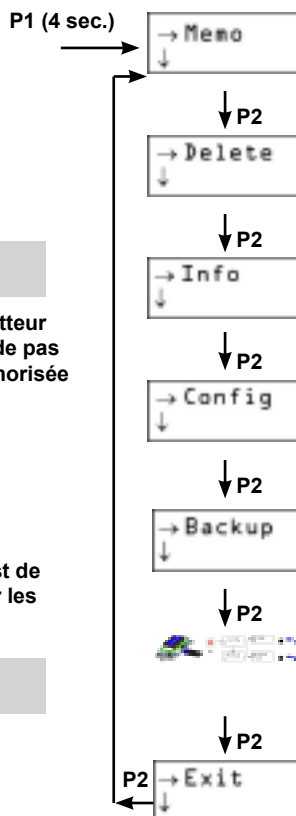 P1 (4 sec.)
→ Memo
↓
P2
→ Delete
↓
P2
→ Info
↓
tteur
de pas
norisée
P2
→ Config
↓
P2
→ Backup
↓
st de
r les
P2
P2
P2
→ Exit
↓